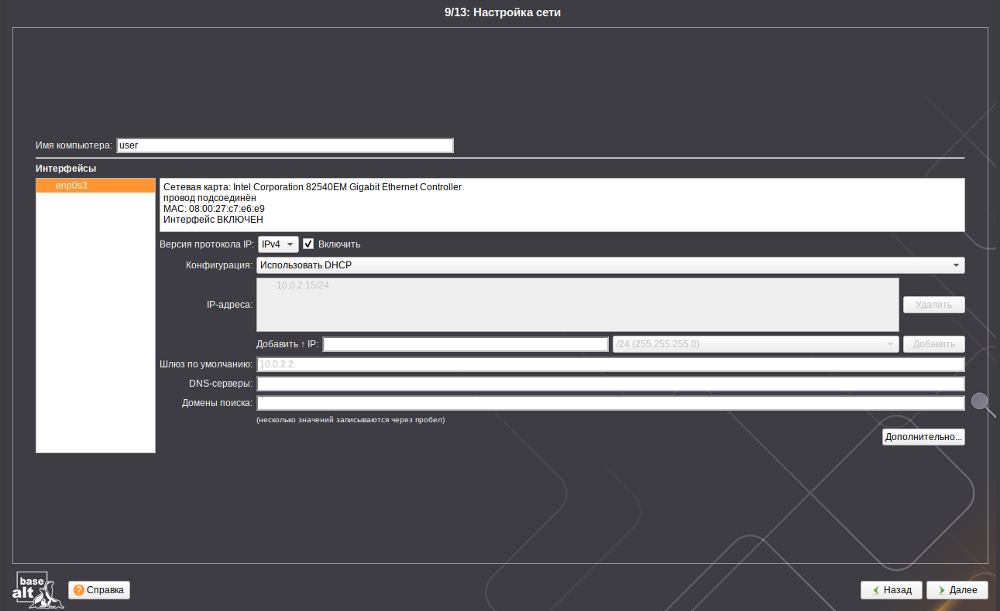 9/13: Настройка сети
Имя компьютера: user
Интерфейсы
enp0s3
Сетевая карта: Intel Corporation 82540EM Gigabit Ethernet Controller
провод подсоединён
MAC: 08:00:27:c7:e6:e9
Интерфейс ВКЛЮЧЕН
Версия протокола IP: IPv4 Включить
Конфигурация: Использовать DHCP
10.0.2.15/24
IP-адреса: Удалить
Добавить ↑ IP: /24 (255.255.255.0) Добавить
Шлюз по умолчанию: 10.0.2.2
DNS-серверы:
Домены поиска:
(несколько значений записываются через пробел)
Дополнительно...
base
alt
Справка Назад Далее